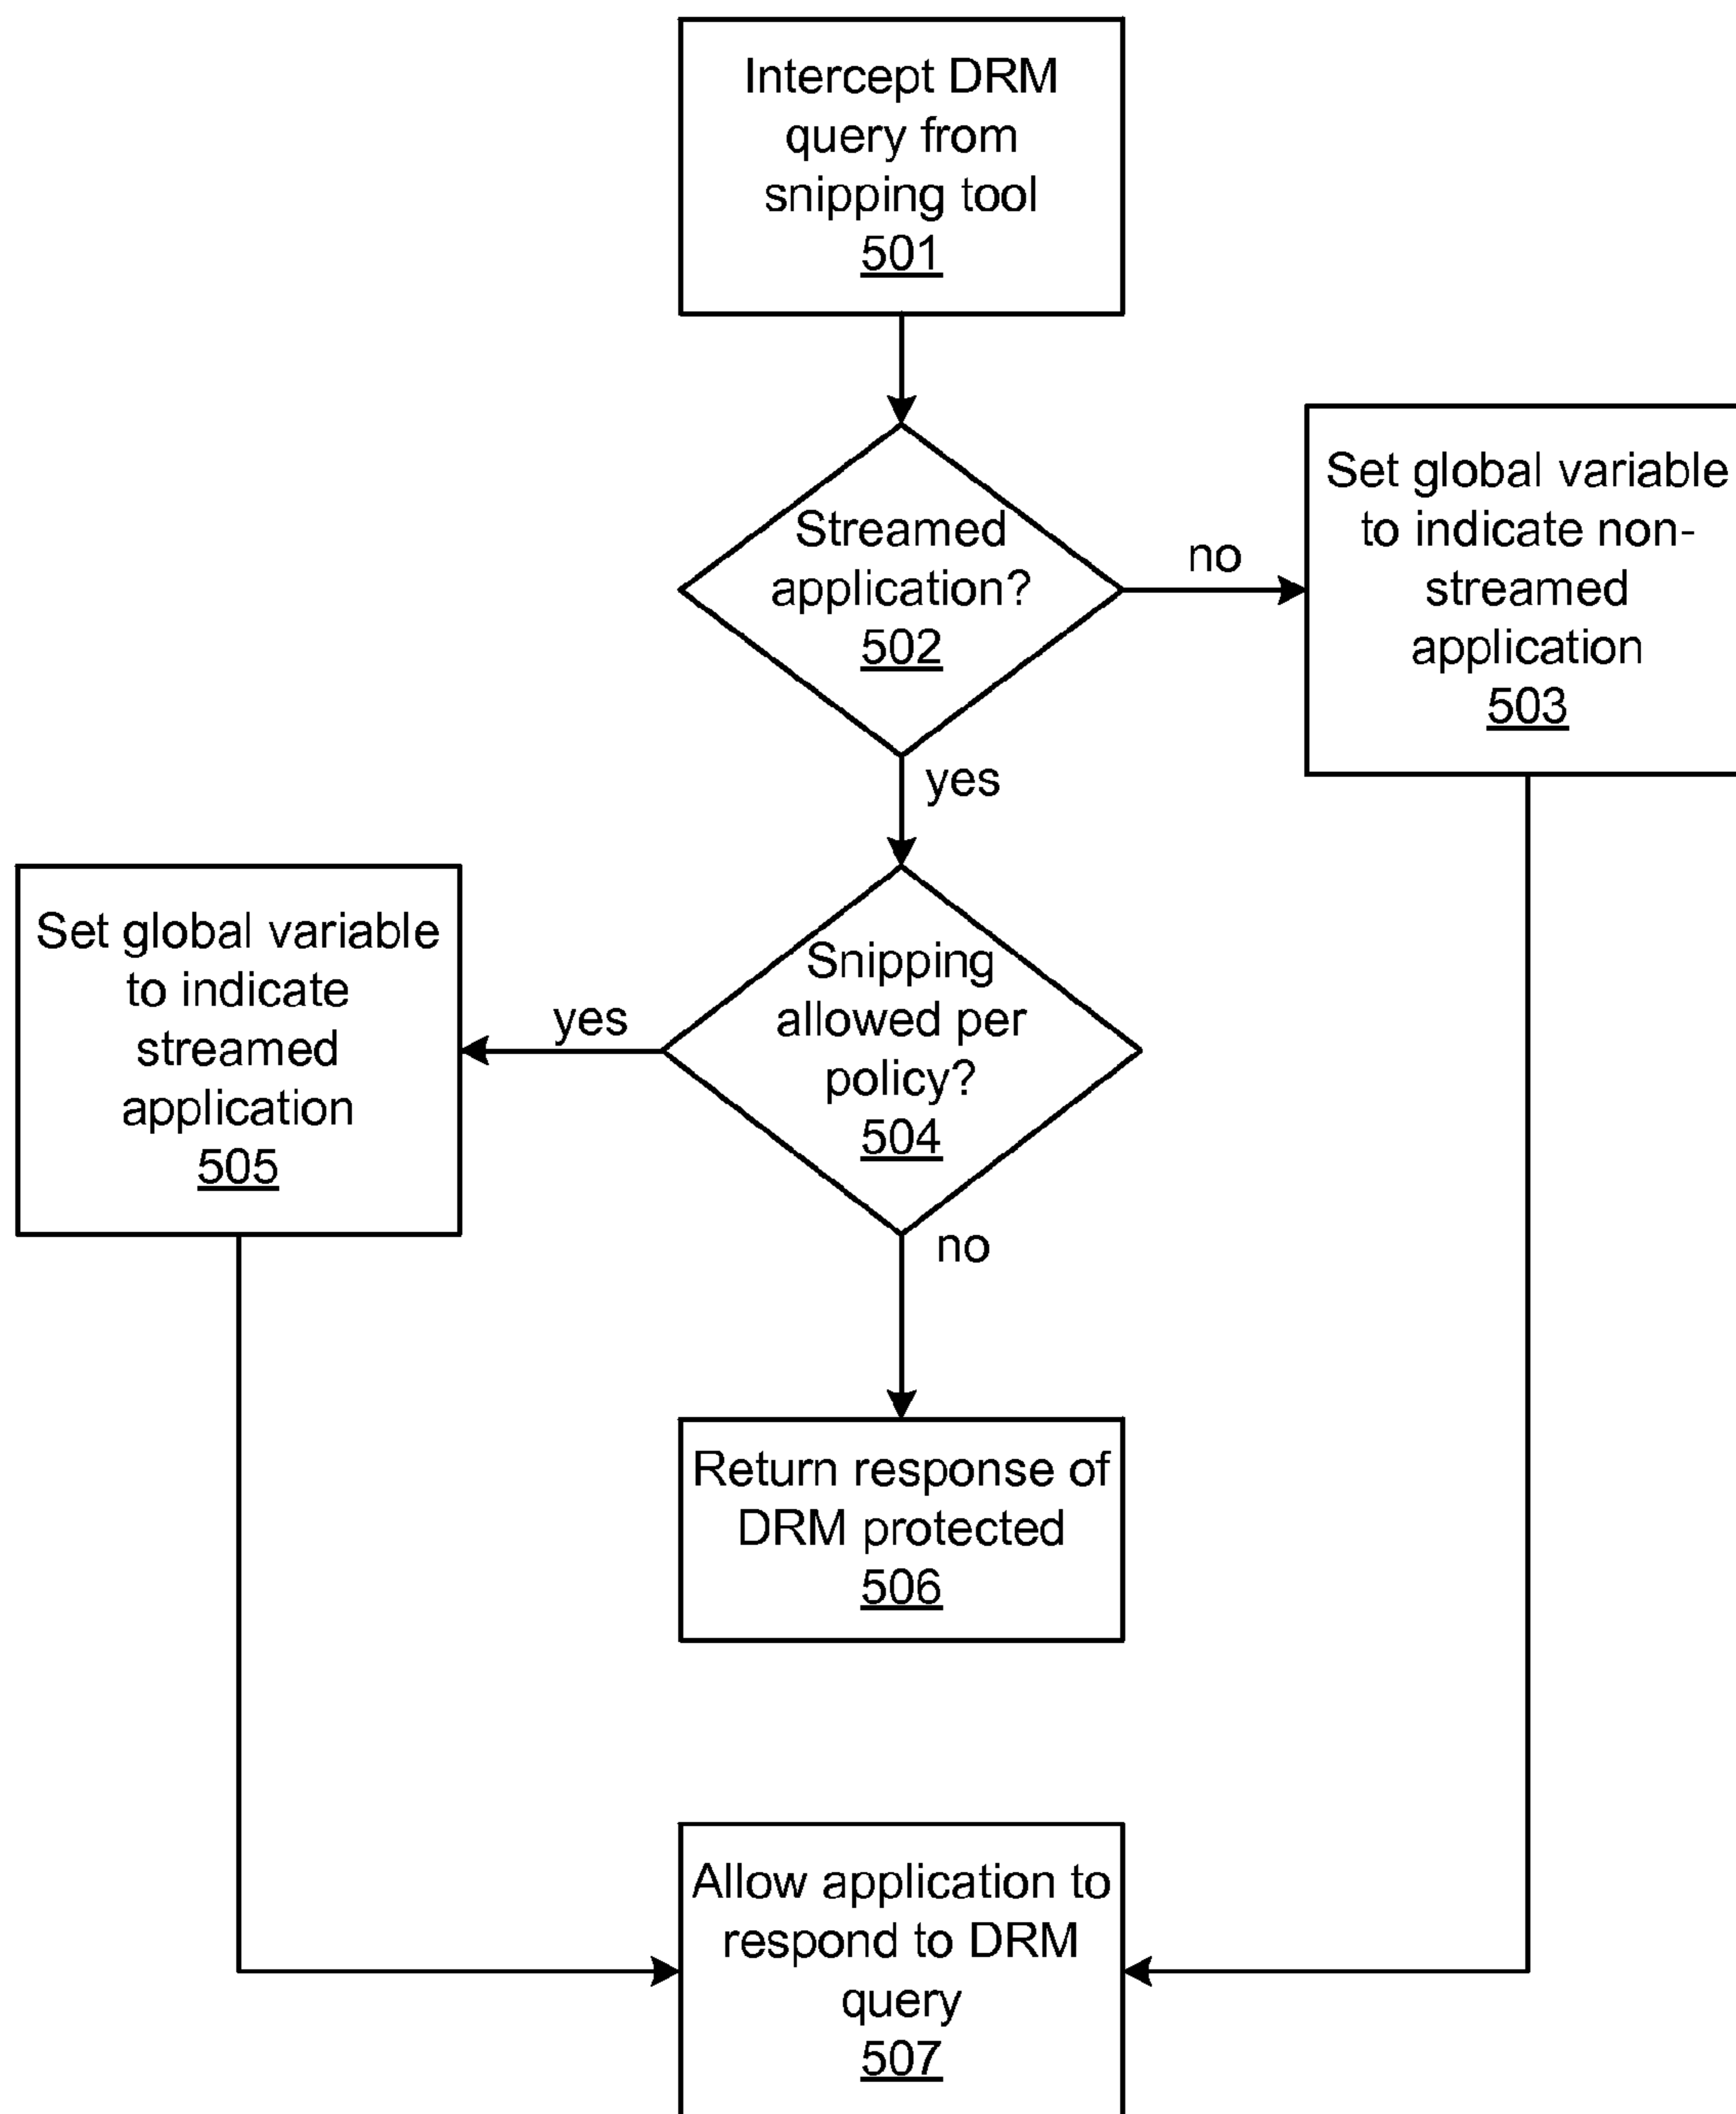 Intercept DRM
query from
snipping tool
501
Streamed
application?
502
no
Set global variable
to indicate non-
streamed
application
503
yes
Snipping
allowed per
policy?
504
yes
Set global variable
to indicate
streamed
application
505
no
Return response of
DRM protected
506
Allow application to
respond to DRM
query
507